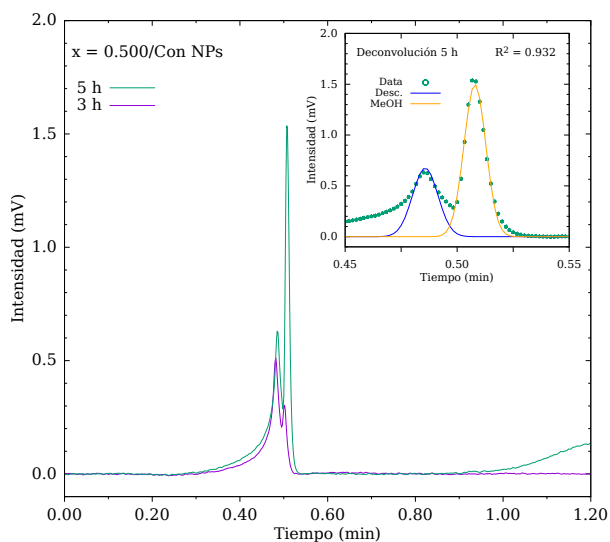 x = 0.500/Con NPs
5 h
3 h
Intensidad (mV)
2.0
1.5
1.0
0.5
0.0
0.00 0.20 0.40 0.60 0.80 1.00 1.20
Tiempo (min)
Deconvolución 5 h R² = 0.932
Data
Desc.
MeOH
Intensidad (mV)
2.0
1.5
1.0
0.5
0.0
0.45 0.50 0.55
Tiempo (min)